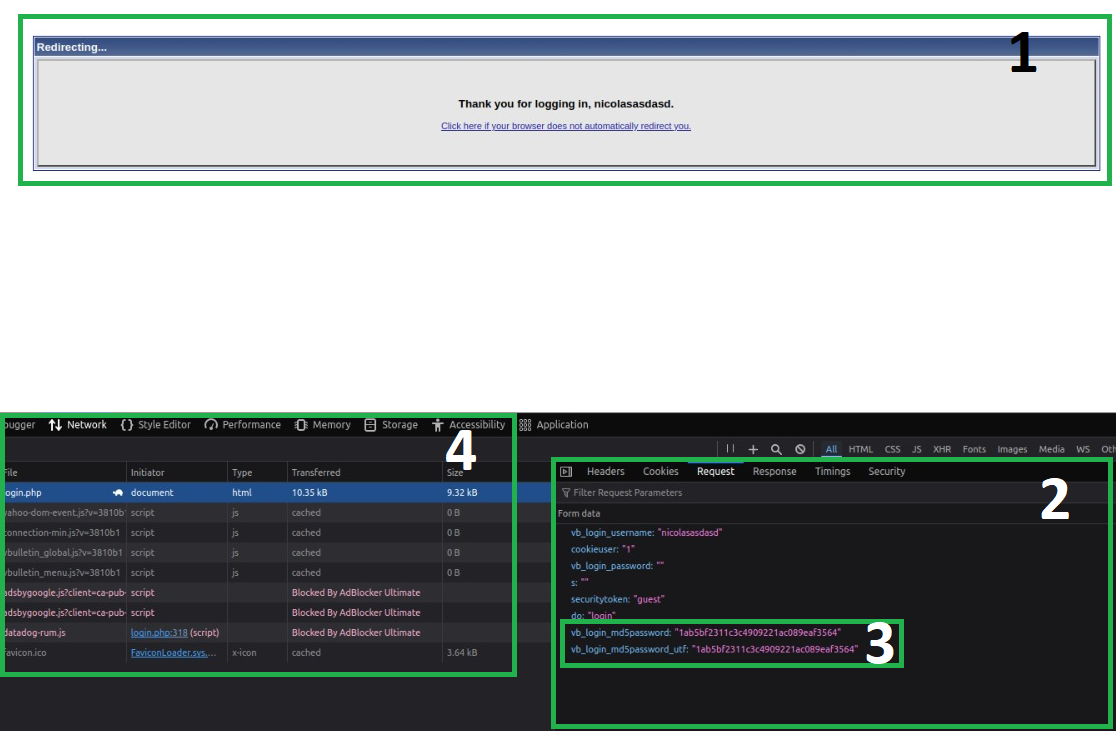 Redirecting...
1
Thank you for logging in, nicolasasdasd.
Click here if your browser does not automatically redirect you.
bugger Network Style Editor Performance Memory Storage Accessibility Application
4
All HTML CSS JS XHR Fonts Images Media WS Oth
File Initiator Type Transferred Size
login.php document html 10.35 kB 9.32 kB
yahoo-dom-event.js?v=3810b1 script js cached 0 B
connection-min.js?v=3810b1 script js cached 0 B
vbulletin_global.js?v=3810b1 script js cached 0 B
vbulletin_menu.js?v=3810b1 script js cached 0 B
adsbygoogle.js?client=ca-pub- script Blocked By AdBlocker Ultimate
adsbygoogle.js?client=ca-pub- script Blocked By AdBlocker Ultimate
datadog-rum.js login.php:318 (script) Blocked By AdBlocker Ultimate
favicon.ico FaviconLoader.sys.... x-icon cached 3.64 kB
Headers Cookies Request Response Timings Security
2
Filter Request Parameters
Form data
vb_login_username: "nicolasasdasd"
cookieuser: "1"
vb_login_password: ""
s: ""
securitytoken: "guest"
do: "login"
vb_login_md5password: "1ab5bf2311c3c4909221ac089eaf3564"
vb_login_md5password_utf: "1ab5bf2311c3c4909221ac089eaf3564"
3